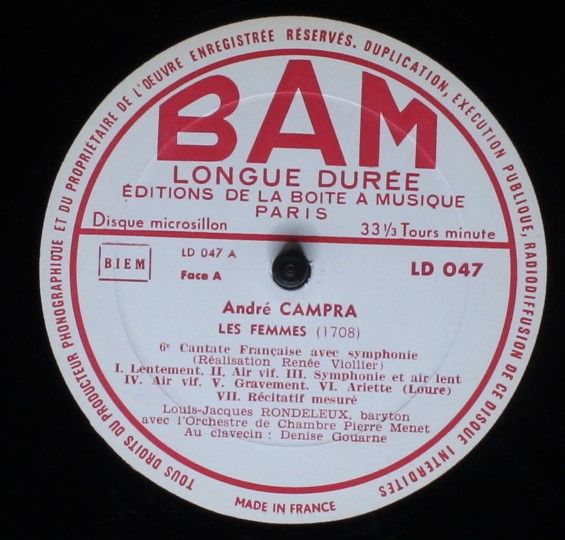 TOUS DROITS DU PRODUCTEUR PHONOGRAPHIQUE ET DU PROPRIÉTAIRE DE L'ŒUVRE ENREGISTRÉE RÉSERVÉS. DUPLICATION, EXÉCUTION PUBLIQUE, RADIODIFFUSION DE CE DISQUE INTERDITES
BAM
LONGUE DURÉE
ÉDITIONS DE LA BOITE A MUSIQUE
PARIS
Disque microsillon 33 1/3 Tours minute
BIEM
LD 047 A
Face A
LD 047
André CAMPRA
LES FEMMES (1708)
6e Cantate Française avec symphonie
(Réalisation Renée Viollier)
I. Lentement. II. Air vif. III. Symphonie et air lent
IV. Air vif. V. Gravement. VI. Ariette (Loure)
VII. Récitatif mesuré
Louis-Jacques RONDELEUX, baryton
avec l'Orchestre de Chambre Pierre Menet
Au clavecin : Denise Gouarne
MADE IN FRANCE